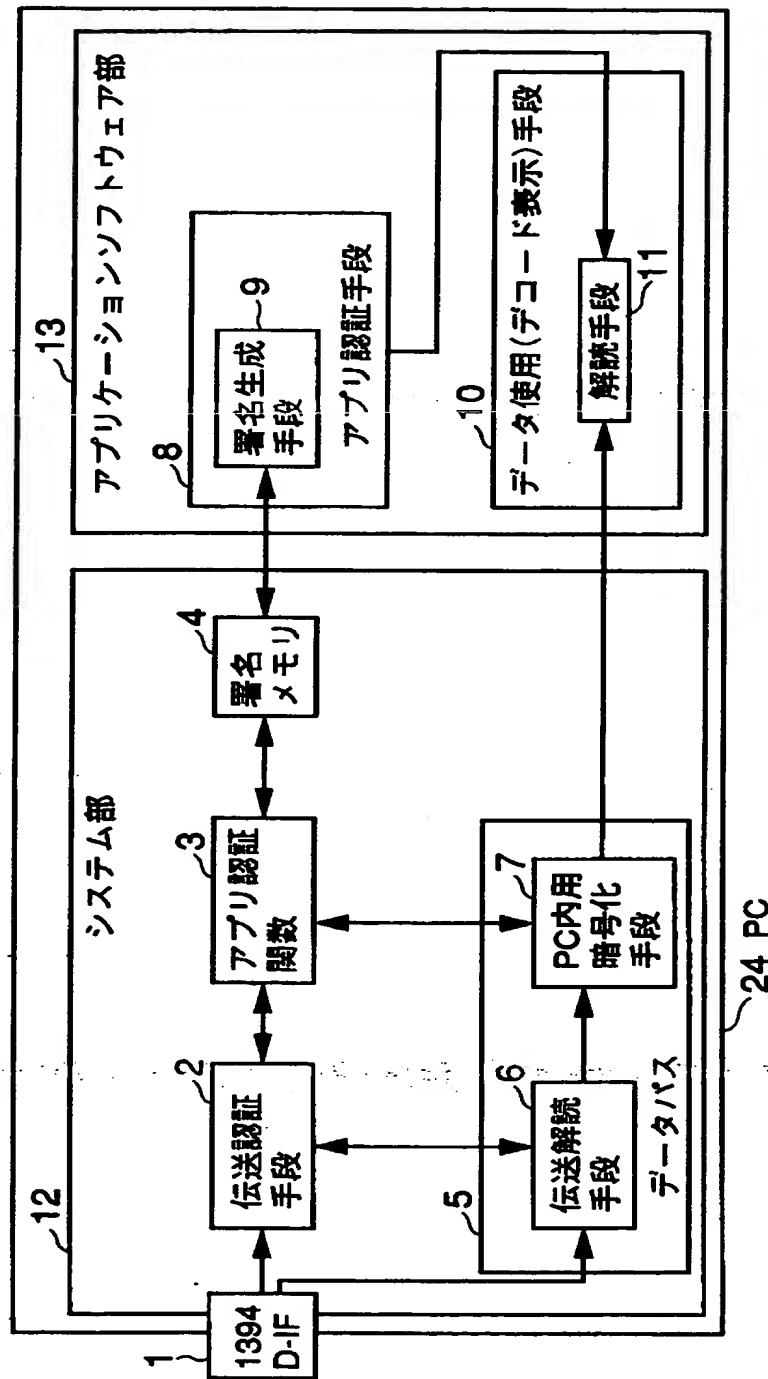 13
アプリケーションソフトウェア部
8
9
署名生成
手段
アプリ認証手段
10
データ使用(デコード表示)手段
解読手段
11
12
システム部
1
1394
D-IF
2
伝送認証
手段
3
アプリ認証
関数
4
署名
メモリ
5
6
伝送解読
手段
7
PC内用
暗号化
手段
データパス
24 PC